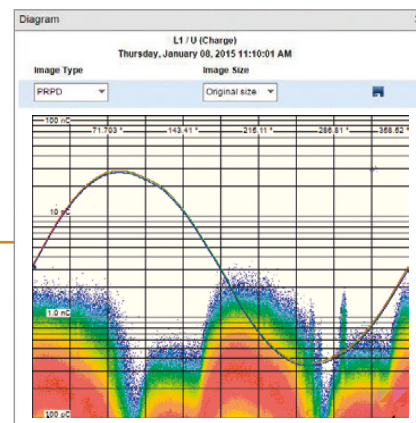 Diagram
L1 / U (Charge)
Thursday, January 08, 2015 11:10:01 AM
Image Type
Image Size
PRPD
Original size
100 nC
71.703 °
143.41 °
215.11 °
286.81 °
358.52 °
10 nC
1.0 nC
100 pC